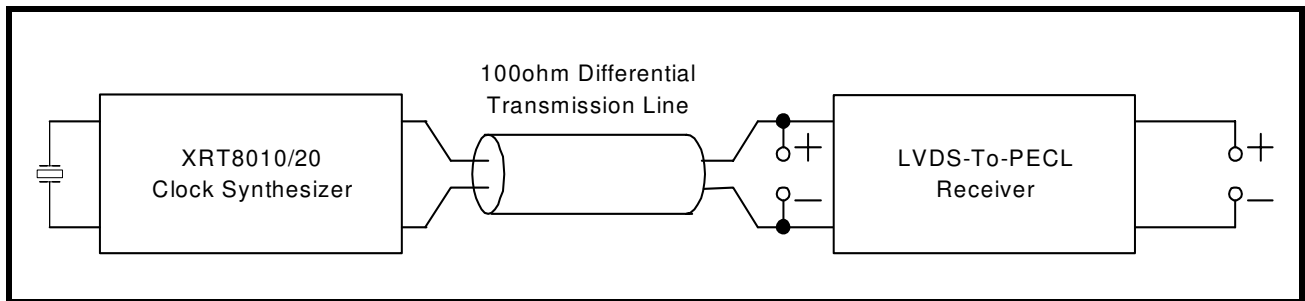 100ohm Differential
Transmission Line
XRT8010/20
Clock Synthesizer
+
−
LVDS-To-PECL
Receiver
+
−